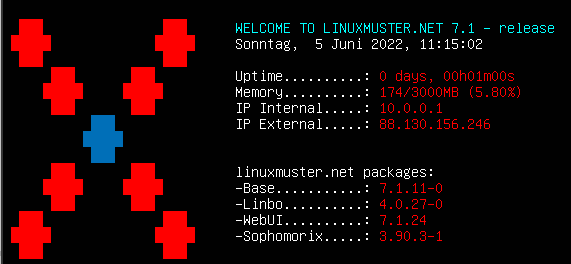 WELCOME TO LINUXMUSTER.NET 7.1 - release
Sonntag,  5 Juni 2022, 11:15:02
Uptime..........: 0 days, 00h01m00s
Memory..........: 174/3000MB (5.80%)
IP Internal.....: 10.0.0.1
IP External.....: 88.130.156.246
linuxmuster.net packages:
-Base...........: 7.1.11-0
-Linbo..........: 4.0.27-0
-WebUI..........: 7.1.24
-Sophomorix.....: 3.90.3-1